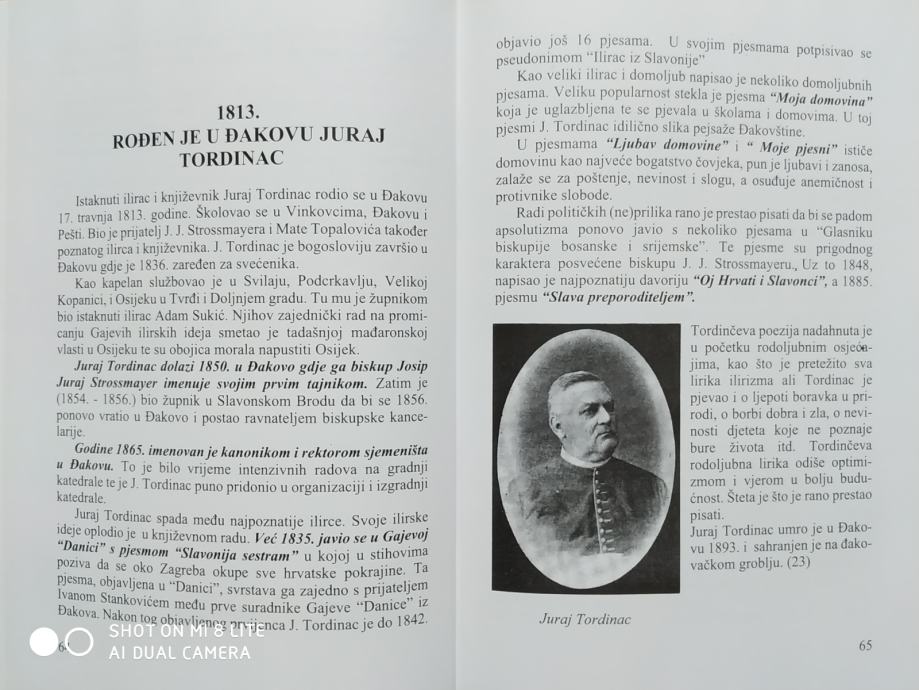 1813.
ROĐEN JE U ĐAKOVU JURAJ
TORDINAC
Istaknuti ilirac i književnik Juraj Tordinac rodio se u Đakovu
17. travnja 1813. godine. Školovao se u Vinkovcima, Đakovu i
Pešti. Bio je prijatelj J. J. Strossmayera i Mate Topalovića također
poznatog ilirca i književnika. J. Tordinac je bogosloviju završio u
Đakovu gdje je 1836. zaređen za svećenika.
Kao kapelan službovao je u Svilaju, Podcrkavlju, Velikoj
Kopanici, i Osijeku u Tvrđi i Doljnjem gradu. Tu mu je župnikom
bio istaknuti ilirac Adam Sukić. Njihov zajednički rad na promi-
canju Gajevih ilirskih ideja smetao je tadašnjoj mađaronskoj
vlasti u Osijeku te su obojica morala napustiti Osijek.
Juraj Tordinac dolazi 1850. u Đakovo gdje ga biskup Josip
Juraj Strossmayer imenuje svojim prvim tajnikom. Zatim je
(1854. - 1856.) bio župnik u Slavonskom Brodu da bi se 1856.
ponovo vratio u Đakovo i postao ravnateljem biskupske kance-
larije.
Godine 1865. imenovan je kanonikom i rektorom sjemeništa
u Đakovu. To je bilo vrijeme intenzivnih radova na gradnji
katedrale te je J. Tordinac puno pridonio u organizaciji i izgradnji
katedrale.
Juraj Tordinac spada među najpoznatije ilirce. Svoje ilirske
ideje oplodio je u književnom radu. Već 1835. javio se u Gajevoj
"Danici" s pjesmom "Slavonija sestram" u kojoj u stihovima
poziva da se oko Zagreba okupe sve hrvatske pokrajine. Ta
pjesma, objavljena u "Danici", svrstava ga zajedno s prijateljem
Ivanom Stankovićem među prve suradnike Gajeve "Danice" iz
Đakova. Nakon tog objavljenog prvijenca J. Tordinac je do 1842.
64
SHOT ON MI 8 LITE
AI DUAL CAMERA
objavio još 16 pjesama. U svojim pjesmama potpisivao se
pseudonimom "Ilirac iz Slavonije"
Kao veliki ilirac i domoljub napisao je nekoliko domoljubnih
pjesama. Veliku popularnost stekla je pjesma "Moja domovina"
koja je uglazbljena te se pjevala u školama i domovima. U toj
pjesmi J. Tordinac idilično slika pejsaže Đakovštine.
U pjesmama "Ljubav domovine" i " Moje pjesni" ističe
domovinu kao najveće bogatstvo čovjeka, pun je ljubavi i zanosa,
zalaže se za poštenje, nevinost i slogu, a osuđuje anemičnost i
protivnike slobode.
Radi političkih (ne)prilika rano je prestao pisati da bi se padom
apsolutizma ponovo javio s nekoliko pjesama u "Glasniku
biskupije bosanske i srijemske". Te pjesme su prigodnog
karaktera posvećene biskupu J. J. Strossmayeru., Uz to 1848,
napisao je najpoznatiju davoriju "Oj Hrvati i Slavonci", a 1885.
pjesmu "Slava preporoditeljem".
Tordinčeva poezija nadahnuta je
u početku rodoljubnim osjeća-
jima, kao što je pretežito sva
lirika ilirizma ali Tordinac je
pjevao i o ljepoti boravka u pri-
rodi, o borbi dobra i zla, o nevi-
nosti djeteta koje ne poznaje
bure života itd. Tordinčeva
rodoljubna lirika odiše optimi-
zmom i vjerom u bolju budu-
ćnost. Šteta je što je rano prestao
pisati.
Juraj Tordinac umro je u Đako-
vu 1893. i sahranjen je na đako-
vačkom groblju. (23)
Juraj Tordinac
65